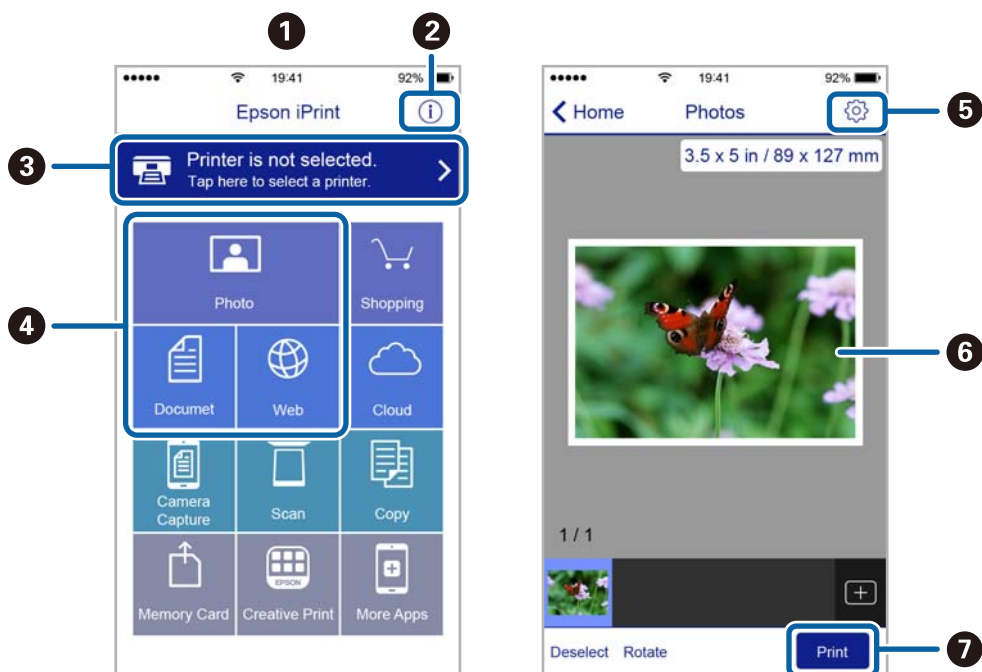 1
2
19:41
92%
Epson iPrint
3
Printer is not selected.
Tap here to select a printer.
4
Photo
Shopping
Documet
Web
Cloud
Camera
Capture
Scan
Copy
EPSON
Memory Card
Creative Print
More Apps
19:41
92%
Home
Photos
5
3.5 x 5 in / 89 x 127 mm
6
1 / 1
Deselect
Rotate
Print
7